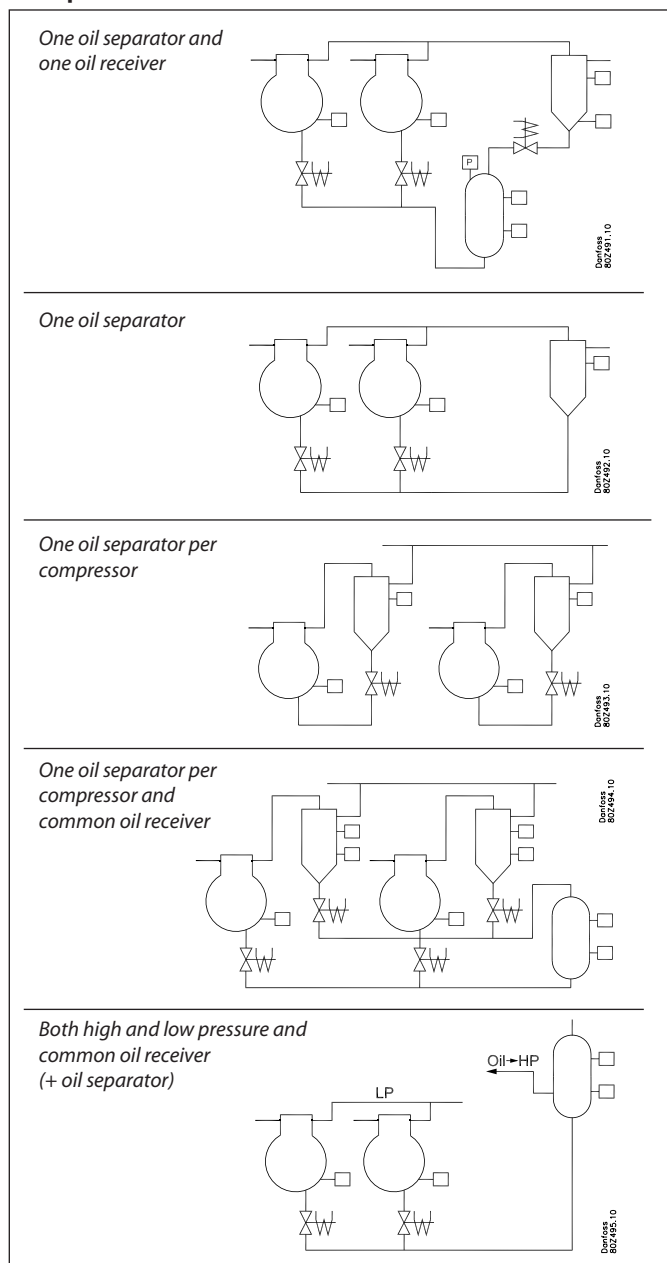 One oil separator and
one oil receiver
P
Danfoss
80Z491.10
One oil separator
Danfoss
80Z492.10
One oil separator per
compressor
Danfoss
80Z493.10
One oil separator per
compressor and
common oil receiver
Danfoss
80Z494.10
Both high and low pressure and
common oil receiver
(+ oil separator)
Oil→HP
LP
Danfoss
80Z495.10